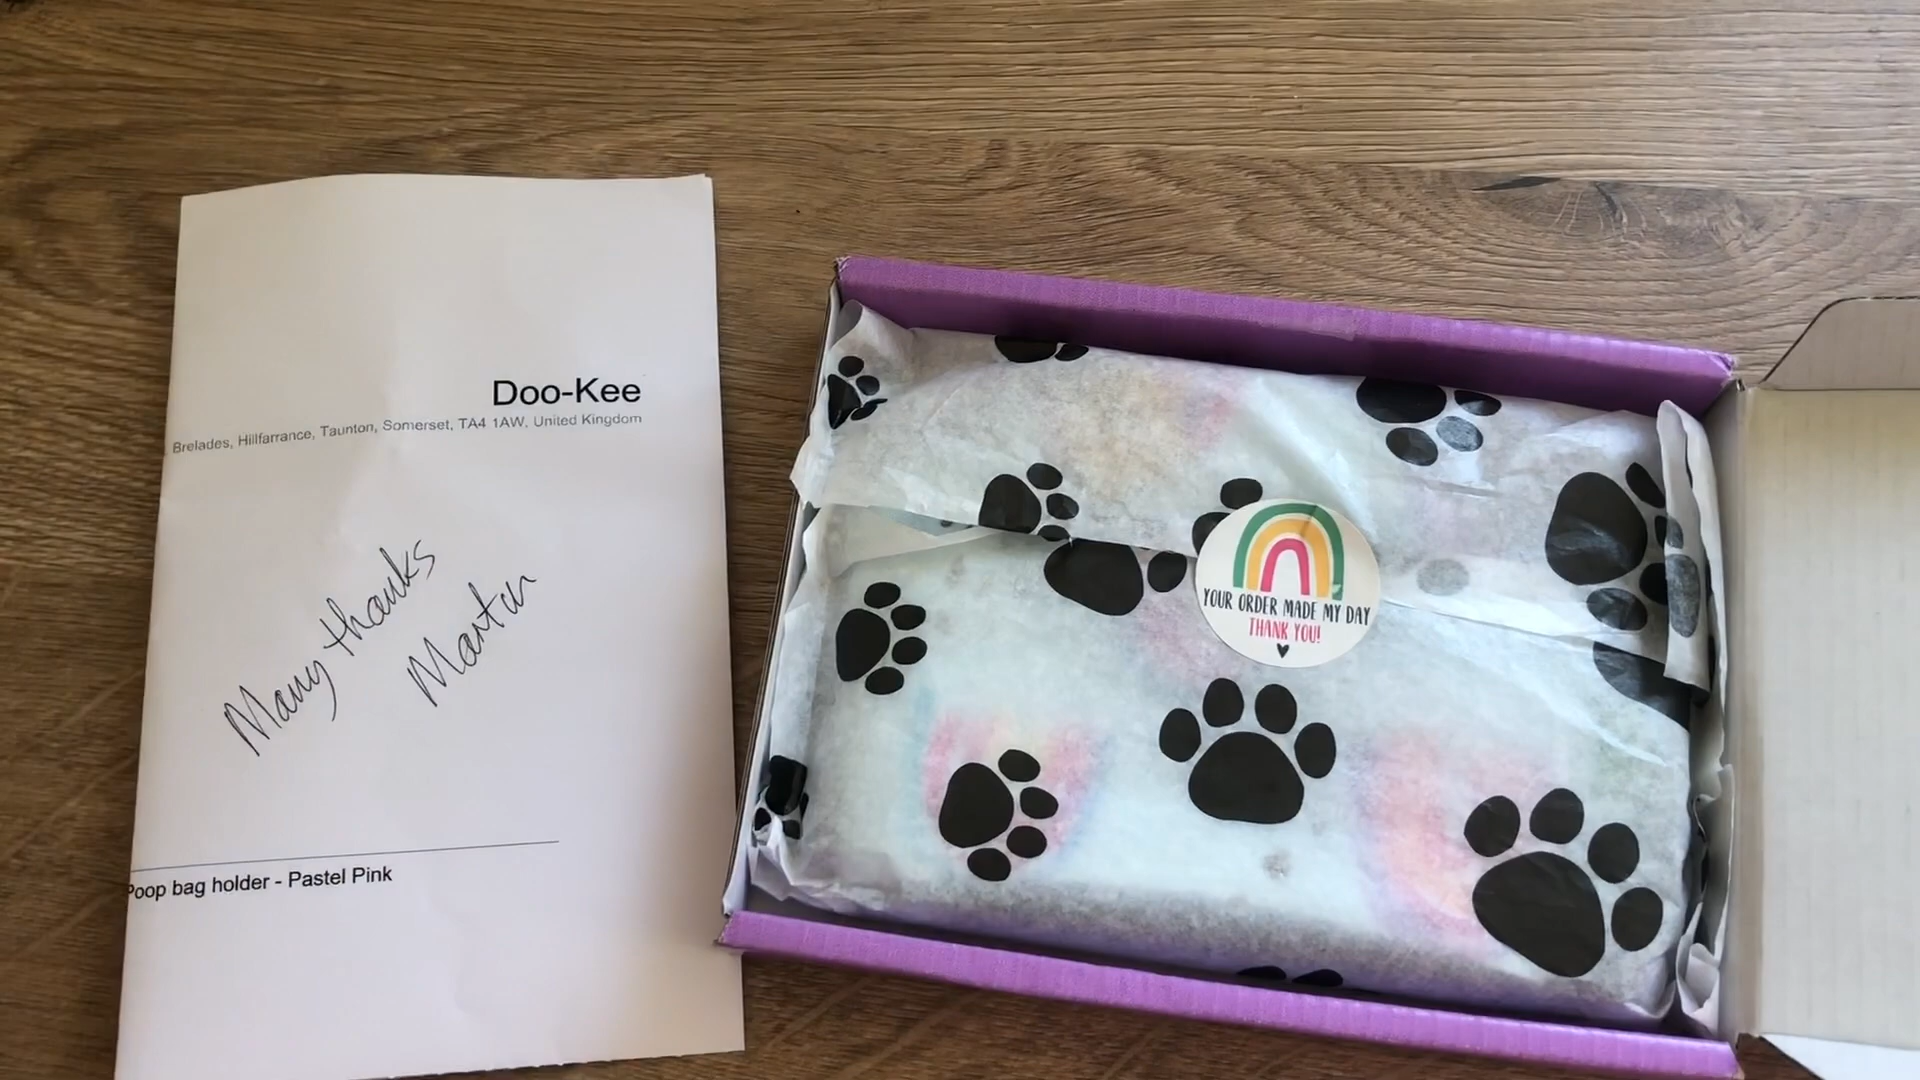 Doo-Kee
Brelades, Hillfarrance, Taunton, Somerset, TA4 1AW, United Kingdom
Many thanks
Martin
Poop bag holder - Pastel Pink
YOUR ORDER MADE MY DAY
THANK YOU!